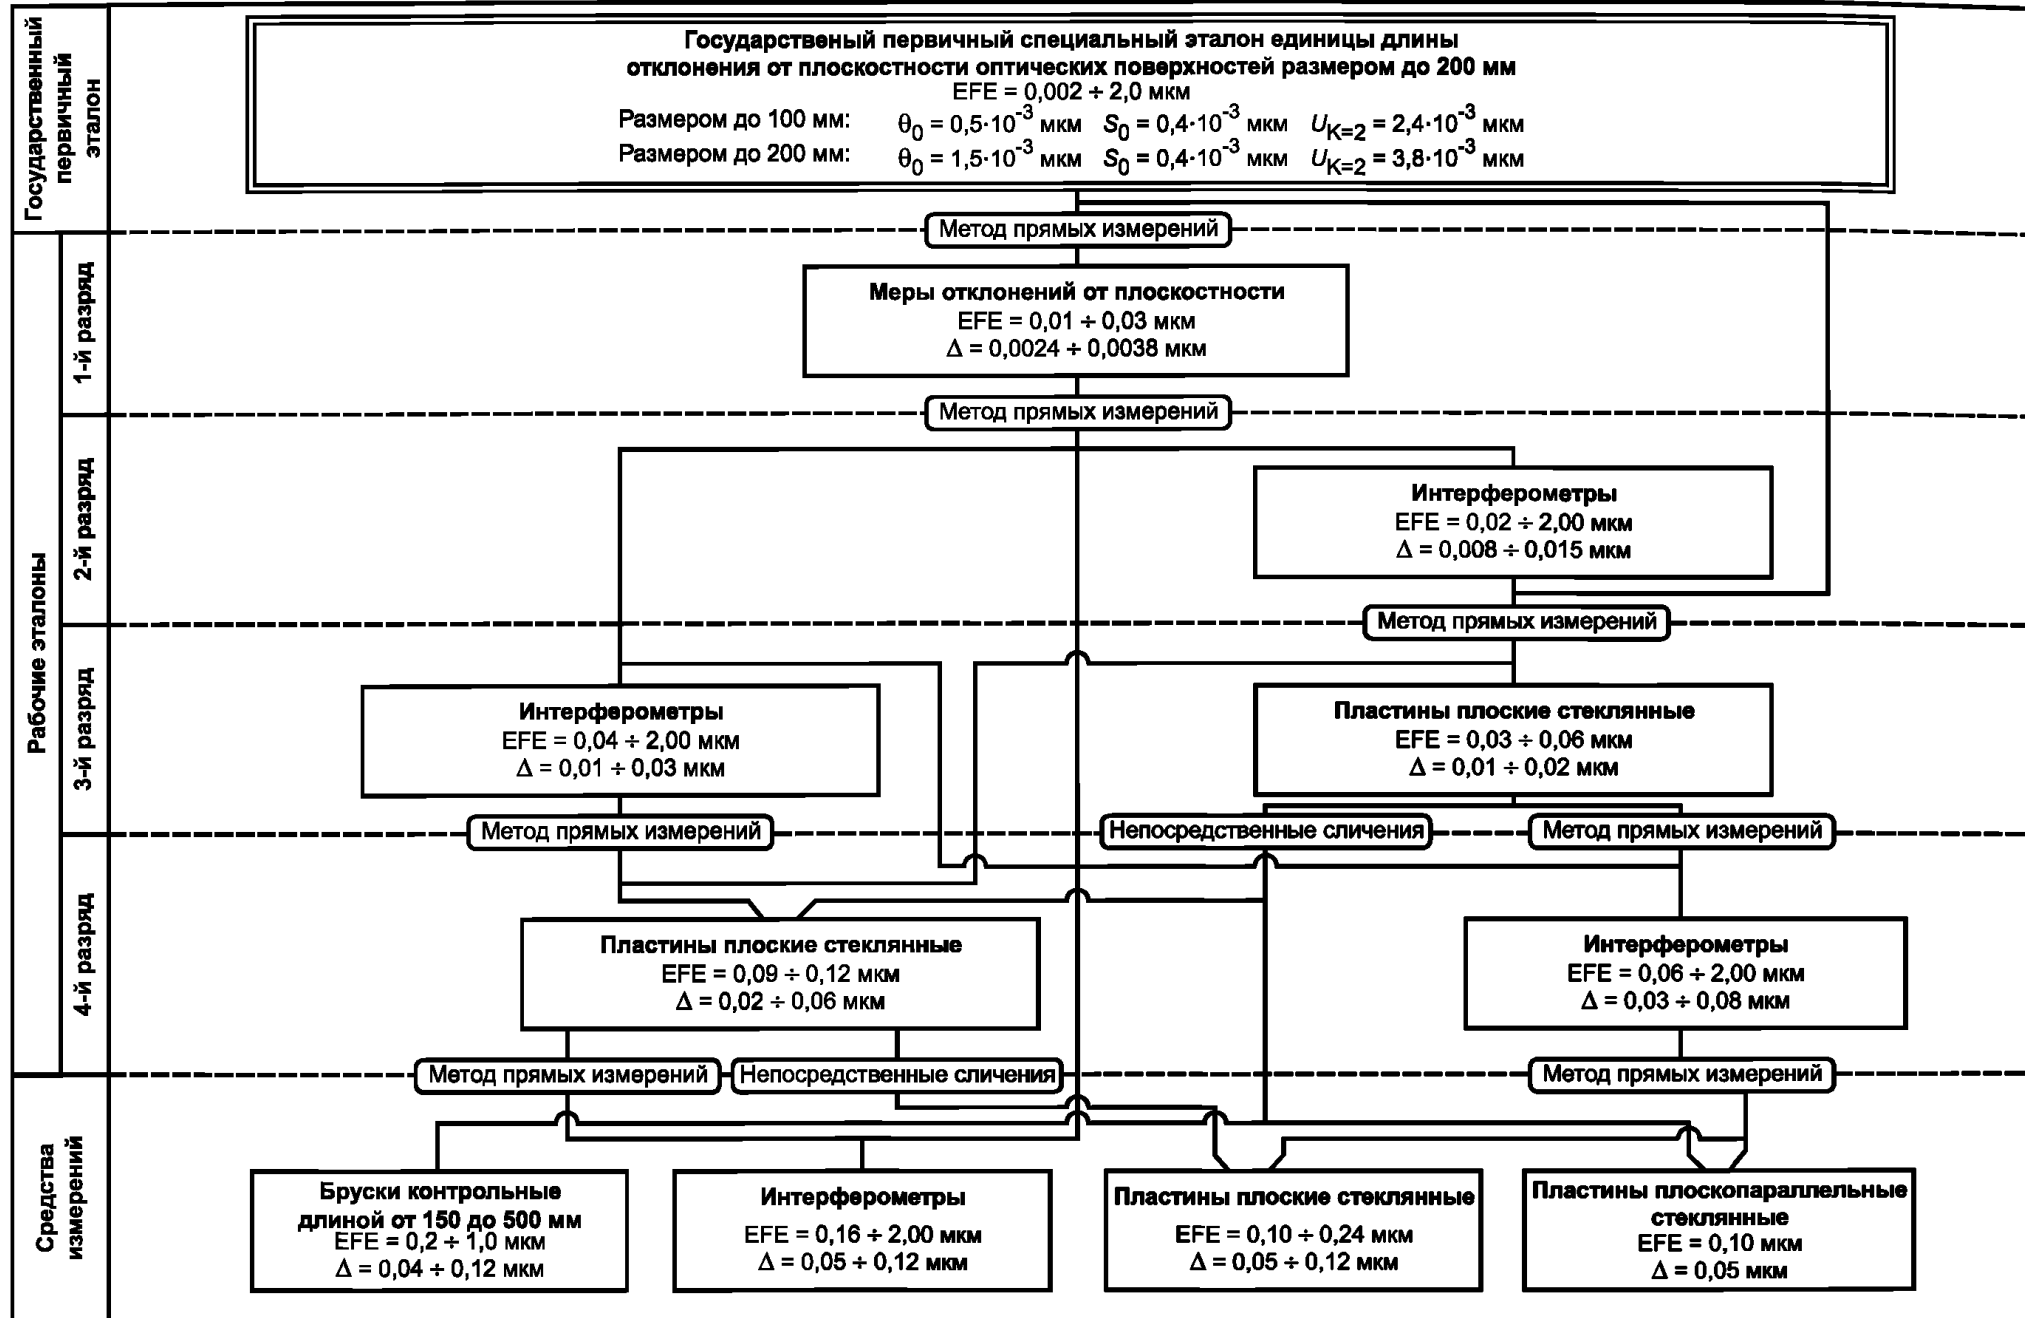 Государственный
первичный
эталон
Государственый первичный специальный эталон единицы длины
отклонения от плоскостности оптических поверхностей размером до 200 мм
EFE = 0,002 ÷ 2,0 мкм
Размером до 100 мм: θ₀ = 0,5·10⁻³ мкм S₀ = 0,4·10⁻³ мкм U_K=2 = 2,4·10⁻³ мкм
Размером до 200 мм: θ₀ = 1,5·10⁻³ мкм S₀ = 0,4·10⁻³ мкм U_K=2 = 3,8·10⁻³ мкм
Метод прямых измерений
Рабочие эталоны
1-й разряд
Меры отклонений от плоскостности
EFE = 0,01 ÷ 0,03 мкм
Δ = 0,0024 ÷ 0,0038 мкм
Метод прямых измерений
2-й разряд
Интерферометры
EFE = 0,02 ÷ 2,00 мкм
Δ = 0,008 ÷ 0,015 мкм
Метод прямых измерений
3-й разряд
Интерферометры
EFE = 0,04 ÷ 2,00 мкм
Δ = 0,01 ÷ 0,03 мкм
Пластины плоские стеклянные
EFE = 0,03 ÷ 0,06 мкм
Δ = 0,01 ÷ 0,02 мкм
Метод прямых измерений
Непосредственные сличения
Метод прямых измерений
4-й разряд
Пластины плоские стеклянные
EFE = 0,09 ÷ 0,12 мкм
Δ = 0,02 ÷ 0,06 мкм
Интерферометры
EFE = 0,06 ÷ 2,00 мкм
Δ = 0,03 ÷ 0,08 мкм
Метод прямых измерений
Непосредственные сличения
Метод прямых измерений
Средства
измерений
Бруски контрольные
длиной от 150 до 500 мм
EFE = 0,2 ÷ 1,0 мкм
Δ = 0,04 ÷ 0,12 мкм
Интерферометры
EFE = 0,16 ÷ 2,00 мкм
Δ = 0,05 ÷ 0,12 мкм
Пластины плоские стеклянные
EFE = 0,10 ÷ 0,24 мкм
Δ = 0,05 ÷ 0,12 мкм
Пластины плоскопараллельные
стеклянные
EFE = 0,10 мкм
Δ = 0,05 мкм